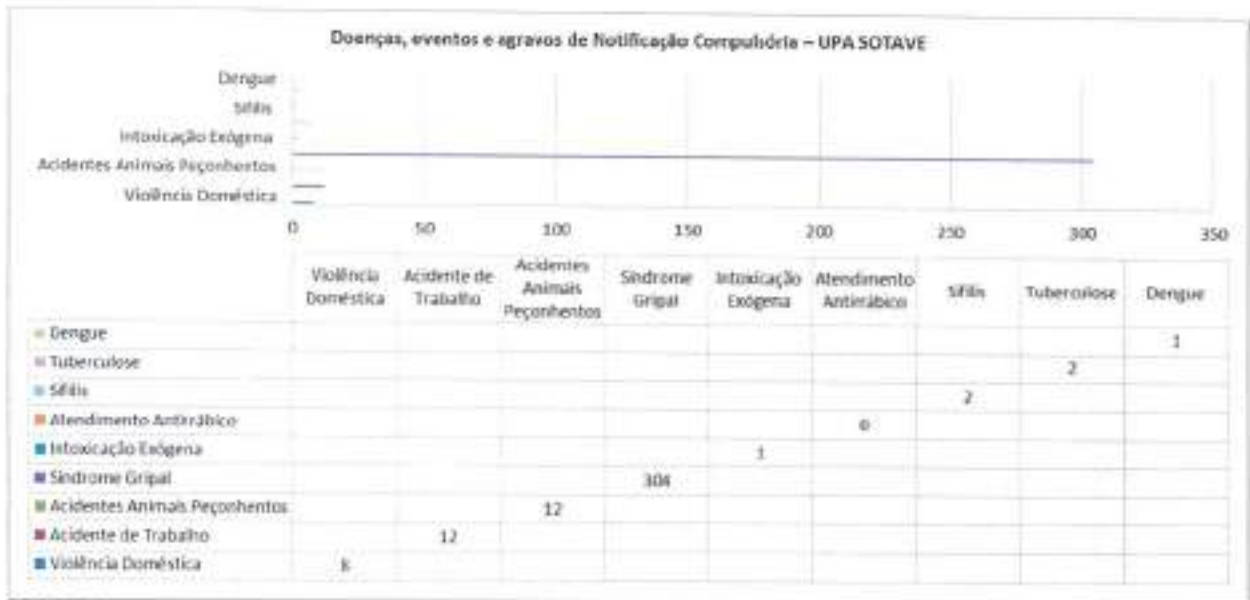 Doenças, eventos e agravos de Notificação Compulsória – UPA SOTAVE
Dengue
Sífilis
Intoxicação Exógena
Acidentes Animais Peçonhentos
Violência Doméstica
0 50 100 150 200 250 300 350
Violência Doméstica
Acidente de Trabalho
Acidentes Animais Peçonhentos
Síndrome Gripal
Intoxicação Exógena
Atendimento Antirrábico
Sífilis
Tuberculose
Dengue
Dengue 1
Tuberculose 2
Sífilis 2
Atendimento Antirrábico 0
Intoxicação Exógena 1
Síndrome Gripal 304
Acidentes Animais Peçonhentos 12
Acidente de Trabalho 12
Violência Doméstica 8